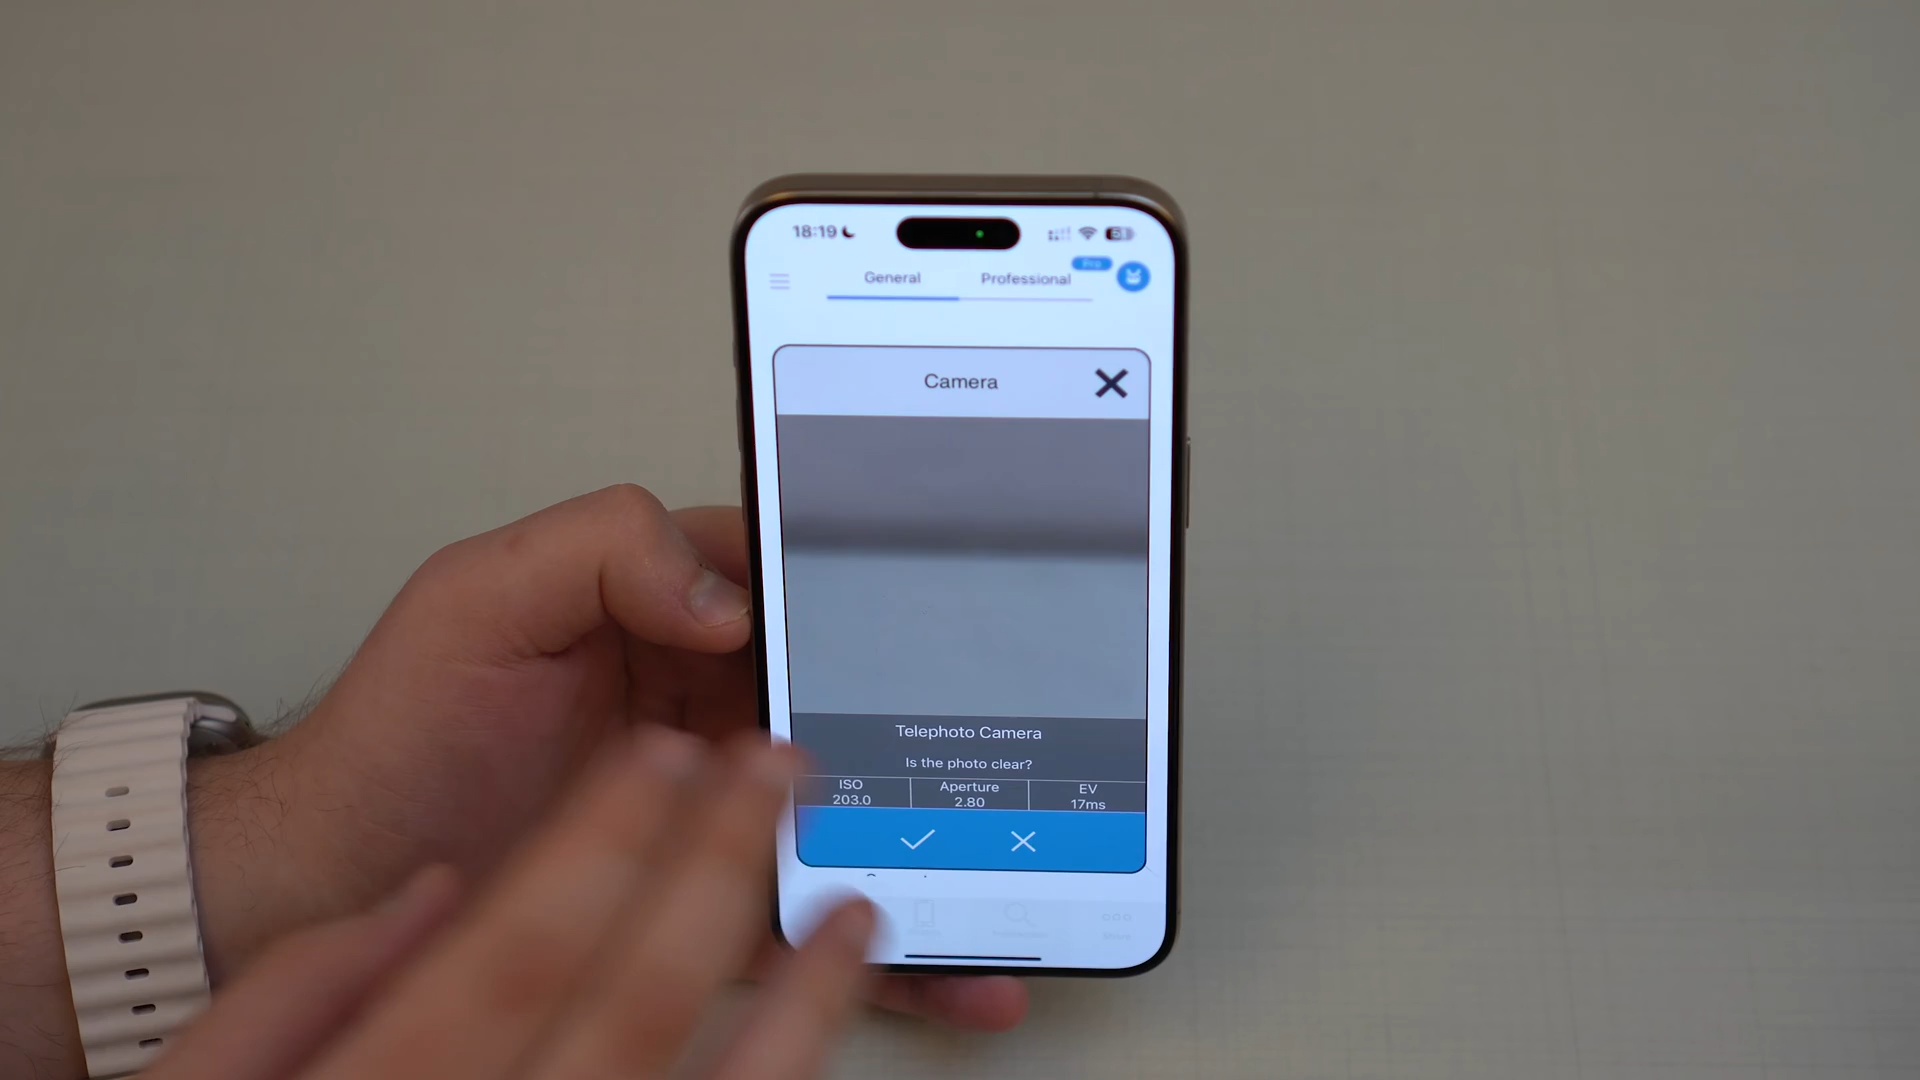 18:19
General Professional Pro
Camera
Telephoto Camera
Is the photo clear?
ISO Aperture EV
203.0 2.80 17ms